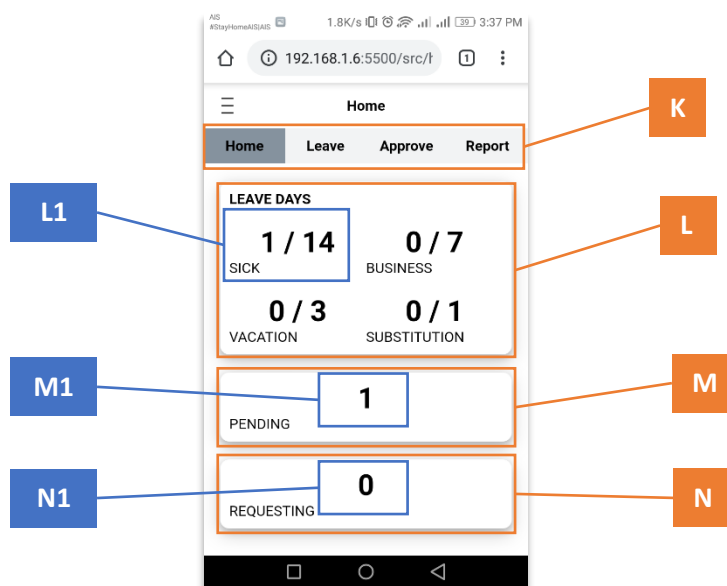 AIS
#StayHomeAIS|AIS 1.8K/s 39 3:37 PM
192.168.1.6:5500/src/h 1
Home
K
Home Leave Approve Report
L1
LEAVE DAYS
L
1 / 14 0 / 7
SICK BUSINESS
0 / 3 0 / 1
VACATION SUBSTITUTION
M1
1
M
PENDING
N1
0
N
REQUESTING